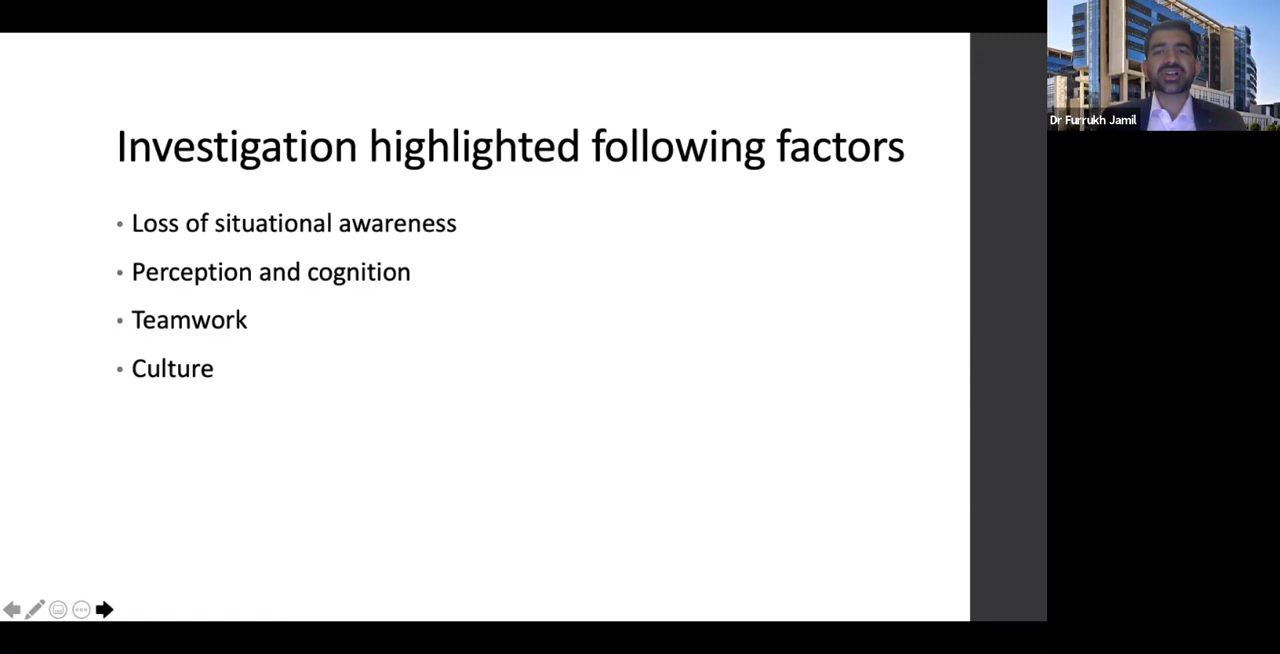 Investigation highlighted following factors
• Loss of situational awareness
• Perception and cognition
• Teamwork
• Culture
Dr Furrukh Jamil